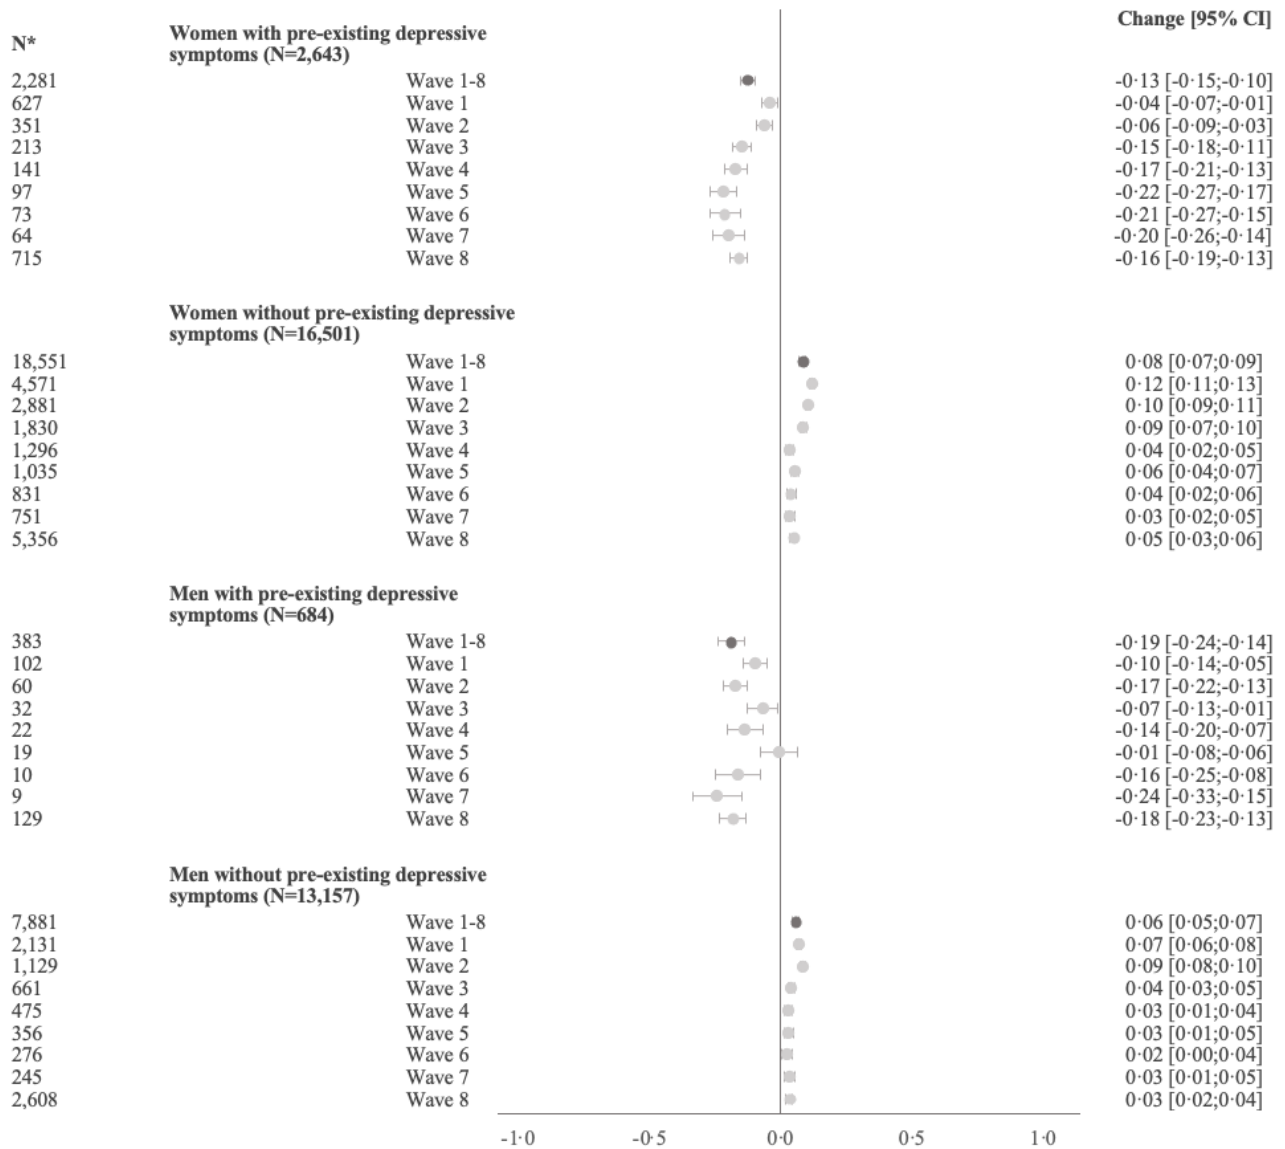 Change [95% CI]
N*
Women with pre-existing depressive
symptoms (N=2,643)
2,281 Wave 1-8 -0·13 [-0·15;-0·10]
627 Wave 1 -0·04 [-0·07;-0·01]
351 Wave 2 -0·06 [-0·09;-0·03]
213 Wave 3 -0·15 [-0·18;-0·11]
141 Wave 4 -0·17 [-0·21;-0·13]
97 Wave 5 -0·22 [-0·27;-0·17]
73 Wave 6 -0·21 [-0·27;-0·15]
64 Wave 7 -0·20 [-0·26;-0·14]
715 Wave 8 -0·16 [-0·19;-0·13]
Women without pre-existing depressive
symptoms (N=16,501)
18,551 Wave 1-8 0·08 [0·07;0·09]
4,571 Wave 1 0·12 [0·11;0·13]
2,881 Wave 2 0·10 [0·09;0·11]
1,830 Wave 3 0·09 [0·07;0·10]
1,296 Wave 4 0·04 [0·02;0·05]
1,035 Wave 5 0·06 [0·04;0·07]
831 Wave 6 0·04 [0·02;0·06]
751 Wave 7 0·03 [0·02;0·05]
5,356 Wave 8 0·05 [0·03;0·06]
Men with pre-existing depressive
symptoms (N=684)
383 Wave 1-8 -0·19 [-0·24;-0·14]
102 Wave 1 -0·10 [-0·14;-0·05]
60 Wave 2 -0·17 [-0·22;-0·13]
32 Wave 3 -0·07 [-0·13;-0·01]
22 Wave 4 -0·14 [-0·20;-0·07]
19 Wave 5 -0·01 [-0·08;-0·06]
10 Wave 6 -0·16 [-0·25;-0·08]
9 Wave 7 -0·24 [-0·33;-0·15]
129 Wave 8 -0·18 [-0·23;-0·13]
Men without pre-existing depressive
symptoms (N=13,157)
7,881 Wave 1-8 0·06 [0·05;0·07]
2,131 Wave 1 0·07 [0·06;0·08]
1,129 Wave 2 0·09 [0·08;0·10]
661 Wave 3 0·04 [0·03;0·05]
475 Wave 4 0·03 [0·01;0·04]
356 Wave 5 0·03 [0·01;0·05]
276 Wave 6 0·02 [0·00;0·04]
245 Wave 7 0·03 [0·01;0·05]
2,608 Wave 8 0·03 [0·02;0·04]
-1·0 -0·5 0·0 0·5 1·0